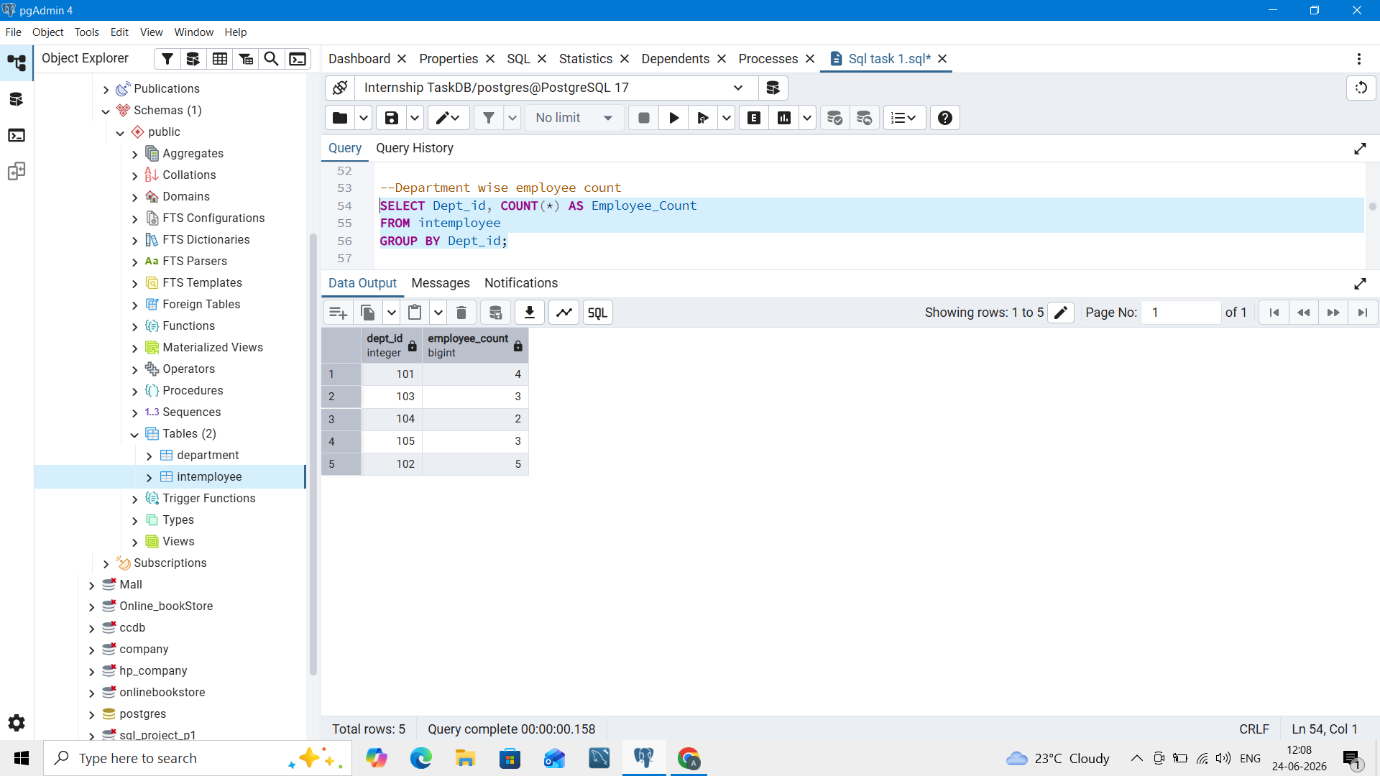 pgAdmin 4
File Object Tools Edit View Window Help
Object Explorer
Dashboard Properties SQL Statistics Dependents Processes Sql task 1.sql*
Publications
Schemas (1)
public
Aggregates
Collations
Domains
FTS Configurations
FTS Dictionaries
Aa FTS Parsers
FTS Templates
Foreign Tables
Functions
Materialized Views
Operators
Procedures
1..3 Sequences
Tables (2)
department
intemployee
Trigger Functions
Types
Views
Subscriptions
Mall
Online_bookStore
ccdb
company
hp_company
onlinebookstore
postgres
sql_project_p1
Internship TaskDB/postgres@PostgreSQL 17
No limit E
Query Query History
52
53 --Department wise employee count
54 SELECT Dept_id, COUNT(*) AS Employee_Count
55 FROM intemployee
56 GROUP BY Dept_id;
57
Data Output Messages Notifications
SQL Showing rows: 1 to 5 Page No: 1 of 1
dept_id employee_count
integer bigint
1 101 4
2 103 3
3 104 2
4 105 3
5 102 5
Total rows: 5 Query complete 00:00:00.158 CRLF Ln 54, Col 1
Type here to search
A
23°C Cloudy ENG
12:08
24-06-2026
1